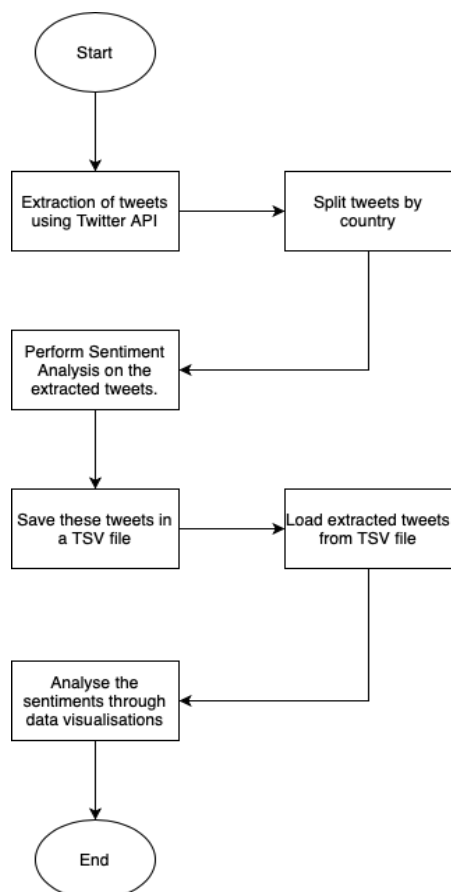 Start
Extraction of tweets
using Twitter API
Split tweets by
country
Perform Sentiment
Analysis on the
extracted tweets.
Save these tweets in
a TSV file
Load extracted tweets
from TSV file
Analyse the
sentiments through
data visualisations
End